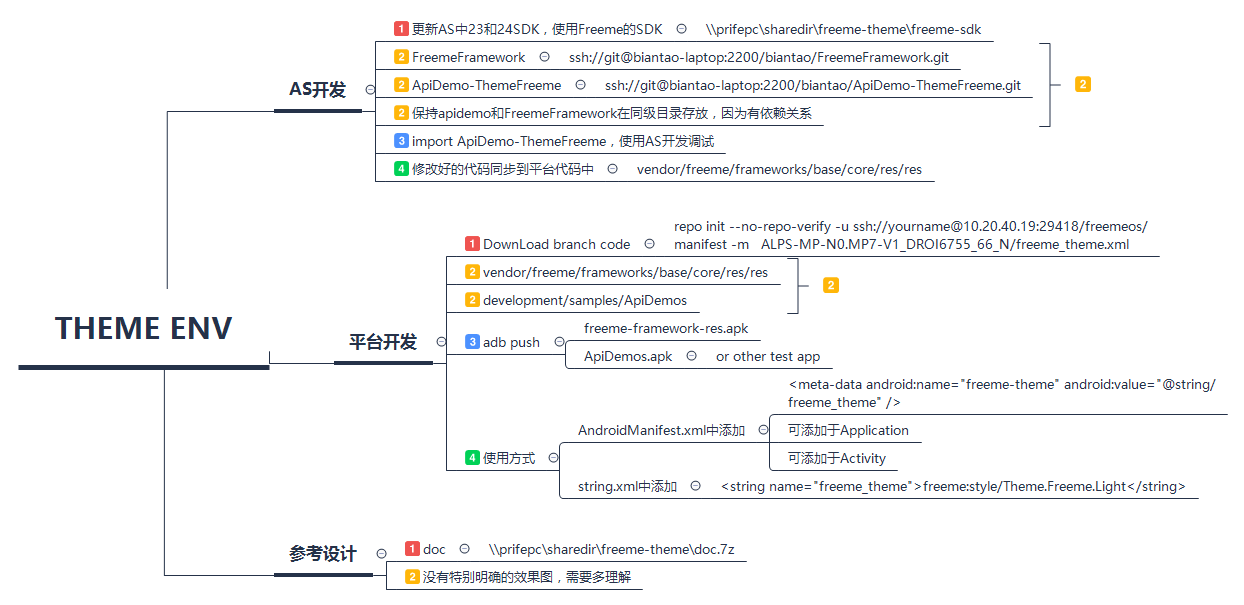 THEME ENV
AS开发
1 更新AS中23和24SDK，使用Freeme的SDK \\prifepc\sharedir\freeme-theme\freeme-sdk
2 FreemeFramework ssh://git@biantao-laptop:2200/biantao/FreemeFramework.git
2 ApiDemo-ThemeFreeme ssh://git@biantao-laptop:2200/biantao/ApiDemo-ThemeFreeme.git
2
2 保持apidemo和FreemeFramework在同级目录存放，因为有依赖关系
3 import ApiDemo-ThemeFreeme，使用AS开发调试
4 修改好的代码同步到平台代码中 vendor/freeme/frameworks/base/core/res/res
平台开发
1 DownLoad branch code
repo init --no-repo-verify -u ssh://yourname@10.20.40.19:29418/freemeos/
manifest -m ALPS-MP-N0.MP7-V1_DROI6755_66_N/freeme_theme.xml
2 vendor/freeme/frameworks/base/core/res/res
2
2 development/samples/ApiDemos
3 adb push
freeme-framework-res.apk
ApiDemos.apk or other test app
4 使用方式
AndroidManifest.xml中添加
<meta-data android:name="freeme-theme" android:value="@string/
freeme_theme" />
可添加于Application
可添加于Activity
string.xml中添加 <string name="freeme_theme">freeme:style/Theme.Freeme.Light</string>
参考设计
1 doc \\prifepc\sharedir\freeme-theme\doc.7z
2 没有特别明确的效果图，需要多理解